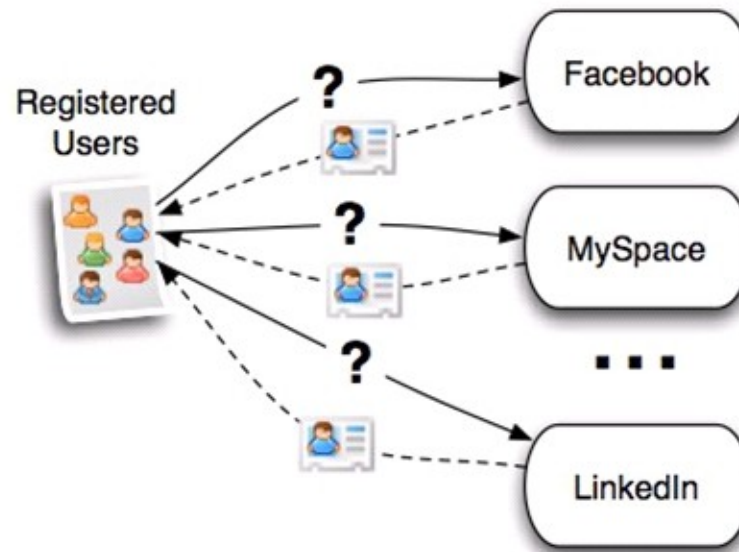 Registered
Users
?
Facebook
?
MySpace
?
...
LinkedIn